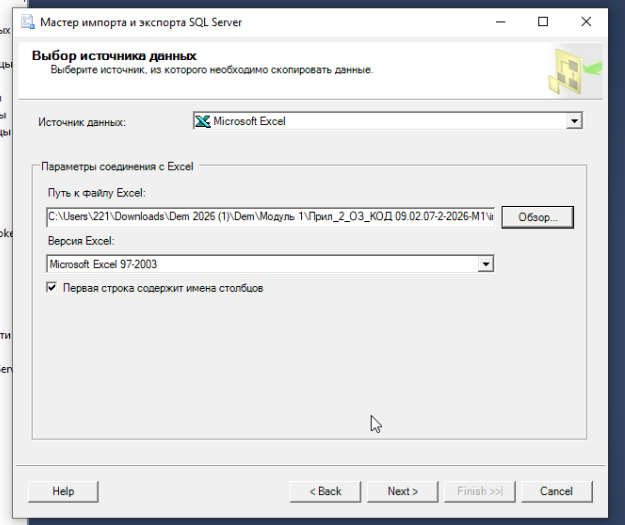 ых
Мастер импорта и экспорта SQL Server
Выбор источника данных
Выберите источник, из которого необходимо скопировать данные.
Источник данных:
Microsoft Excel
Параметры соединения с Excel
Путь к файлу Excel:
C:\Users\221\Downloads\Dem 2026 (1)\Dem\Модуль 1\Прил_2_ОЗ_КОД 09.02.07-2-2026-М1\i
Обзор...
Версия Excel:
Microsoft Excel 97-2003
Первая строка содержит имена столбцов
Help
< Back
Next >
Finish >>|
Cancel